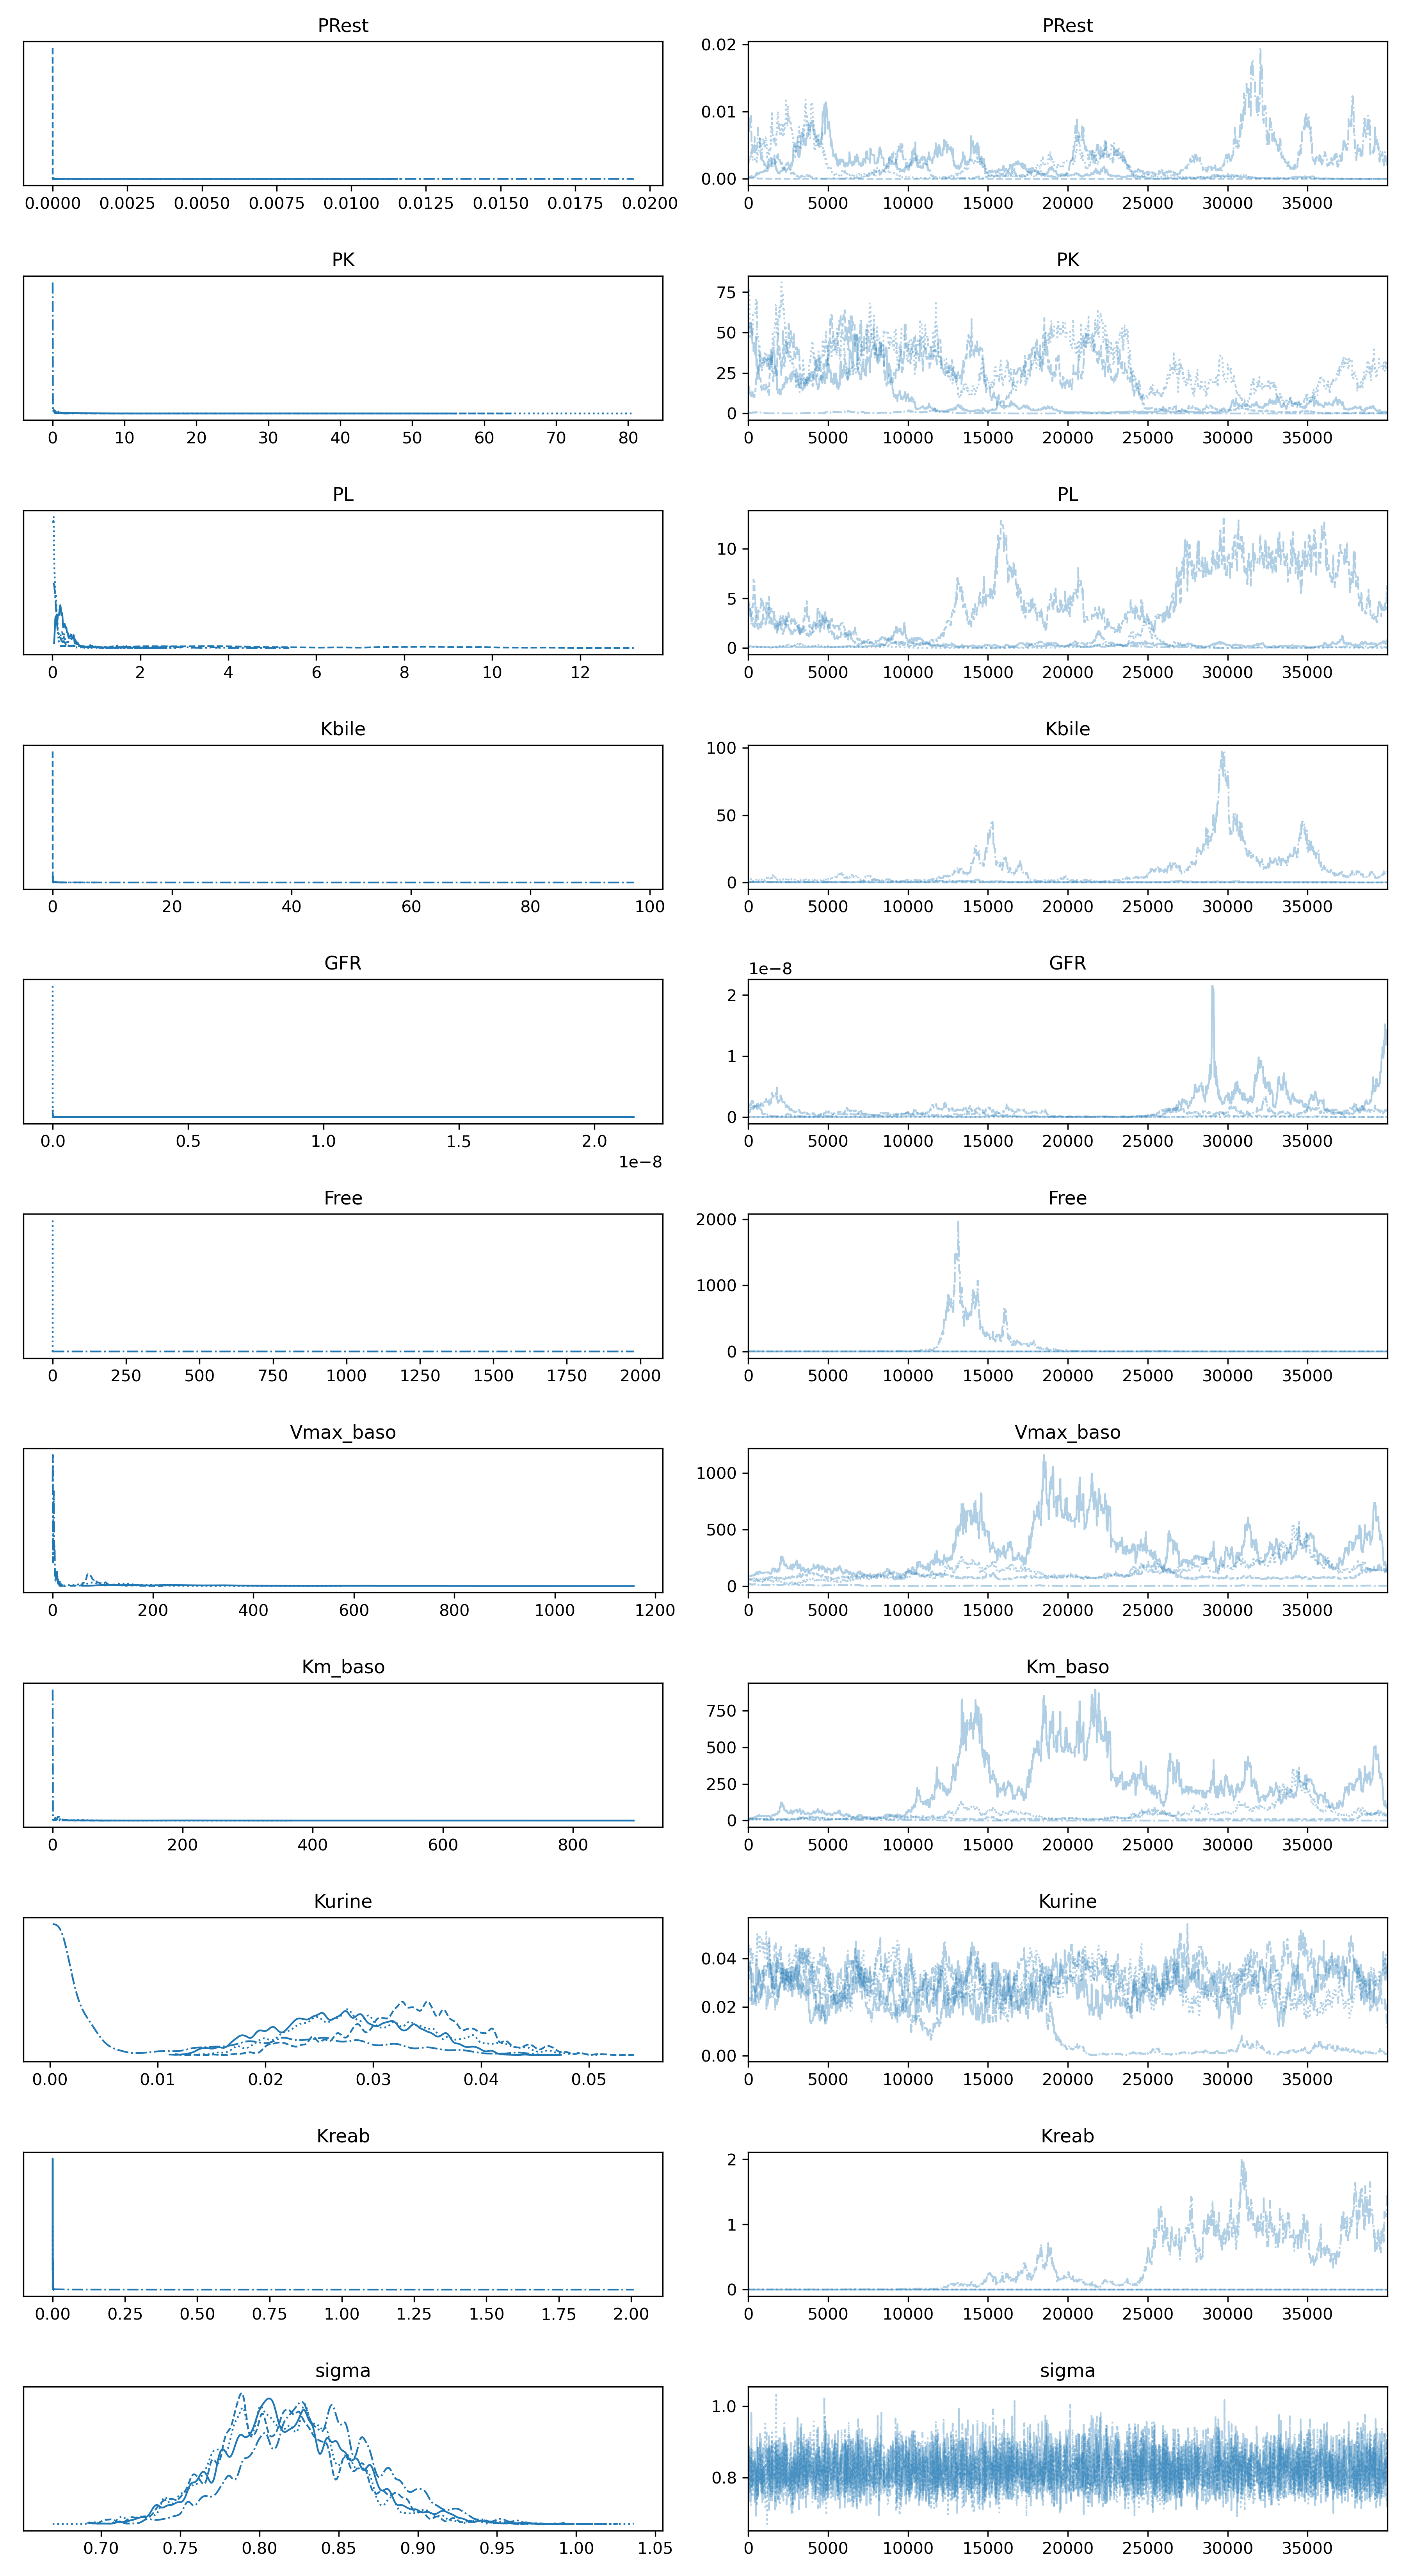 PRest PRest
0.02
0.01
0.00
0.0000 0.0025 0.0050 0.0075 0.0100 0.0125 0.0150 0.0175 0.0200 0 5000 10000 15000 20000 25000 30000 35000
PK PK
75
50
25
0
0 10 20 30 40 50 60 70 80 0 5000 10000 15000 20000 25000 30000 35000
PL PL
10
5
0
0 2 4 6 8 10 12 0 5000 10000 15000 20000 25000 30000 35000
Kbile Kbile
100
50
0
0 20 40 60 80 100 0 5000 10000 15000 20000 25000 30000 35000
GFR GFR
1e−8
2
1
0
0.0 0.5 1.0 1.5 2.0 0 5000 10000 15000 20000 25000 30000 35000
1e−8
Free Free
2000
1000
0
0 250 500 750 1000 1250 1500 1750 2000 0 5000 10000 15000 20000 25000 30000 35000
Vmax_baso Vmax_baso
1000
500
0
0 200 400 600 800 1000 1200 0 5000 10000 15000 20000 25000 30000 35000
Km_baso Km_baso
750
500
250
0
0 200 400 600 800 0 5000 10000 15000 20000 25000 30000 35000
Kurine Kurine
0.04
0.02
0.00
0.00 0.01 0.02 0.03 0.04 0.05 0 5000 10000 15000 20000 25000 30000 35000
Kreab Kreab
2
1
0
0.00 0.25 0.50 0.75 1.00 1.25 1.50 1.75 2.00 0 5000 10000 15000 20000 25000 30000 35000
sigma sigma
1.0
0.8
0.70 0.75 0.80 0.85 0.90 0.95 1.00 1.05 0 5000 10000 15000 20000 25000 30000 35000